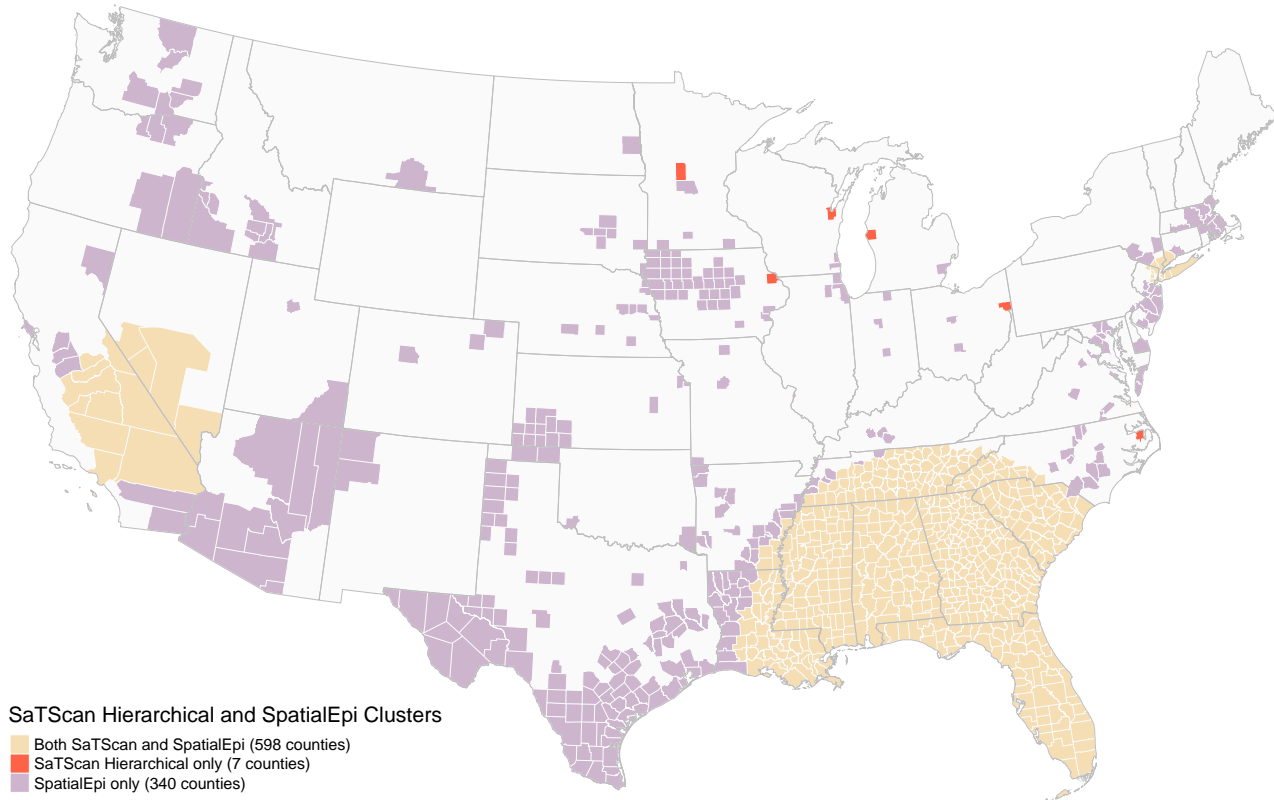 SaTScan Hierarchical and SpatialEpi Clusters
Both SaTScan and SpatialEpi (598 counties)
SaTScan Hierarchical only (7 counties)
SpatialEpi only (340 counties)